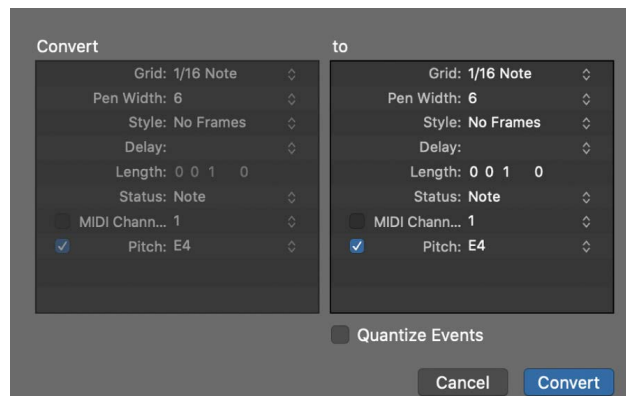 Convert to
Grid: 1/16 Note Grid: 1/16 Note
Pen Width: 6 Pen Width: 6
Style: No Frames Style: No Frames
Delay: Delay:
Length: 0 0 1 0 Length: 0 0 1 0
Status: Note Status: Note
MIDI Chann... 1 MIDI Chann... 1
Pitch: E4 Pitch: E4
Quantize Events
Cancel Convert